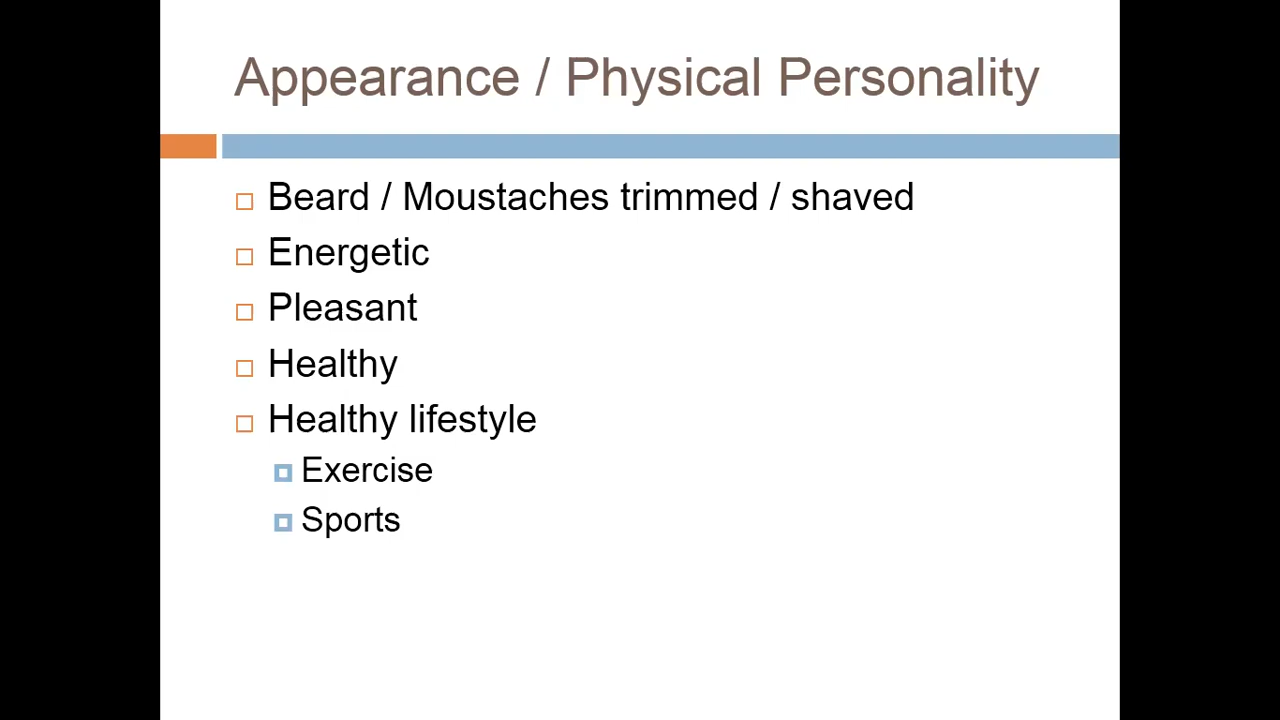 Appearance / Physical Personality
Beard / Moustaches trimmed / shaved
Energetic
Pleasant
Healthy
Healthy lifestyle
Exercise
Sports